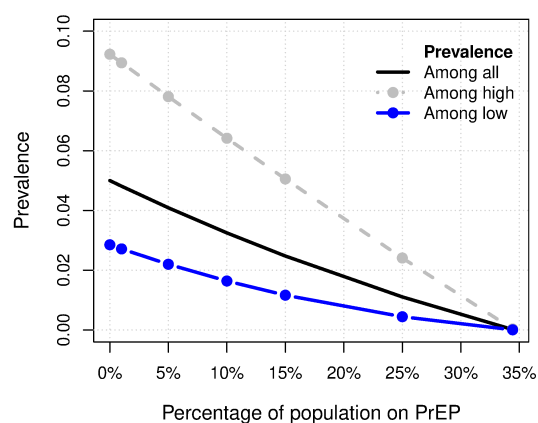 Prevalence
0.00
0.02
0.04
0.06
0.08
0.10
Prevalence
Among all
Among high
Among low
0%
5%
10%
15%
20%
25%
30%
35%
Percentage of population on PrEP